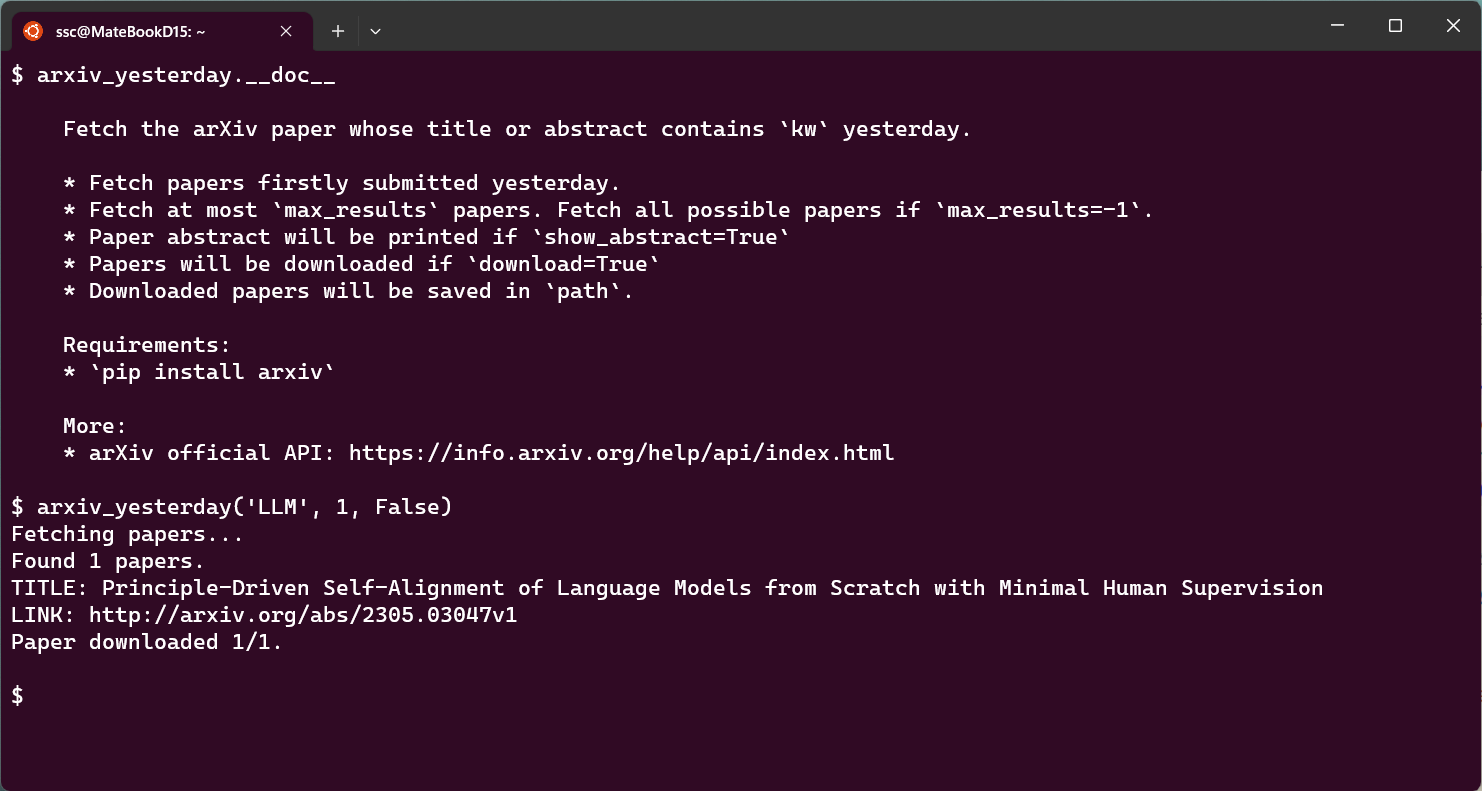 ssc@MateBookD15: ~
$ arxiv_yesterday.__doc__
Fetch the arXiv paper whose title or abstract contains `kw` yesterday.
* Fetch papers firstly submitted yesterday.
* Fetch at most `max_results` papers. Fetch all possible papers if `max_results=-1`.
* Paper abstract will be printed if `show_abstract=True`
* Papers will be downloaded if `download=True`
* Downloaded papers will be saved in `path`.
Requirements:
* `pip install arxiv`
More:
* arXiv official API: https://info.arxiv.org/help/api/index.html
$ arxiv_yesterday('LLM', 1, False)
Fetching papers...
Found 1 papers.
TITLE: Principle-Driven Self-Alignment of Language Models from Scratch with Minimal Human Supervision
LINK: http://arxiv.org/abs/2305.03047v1
Paper downloaded 1/1.
$